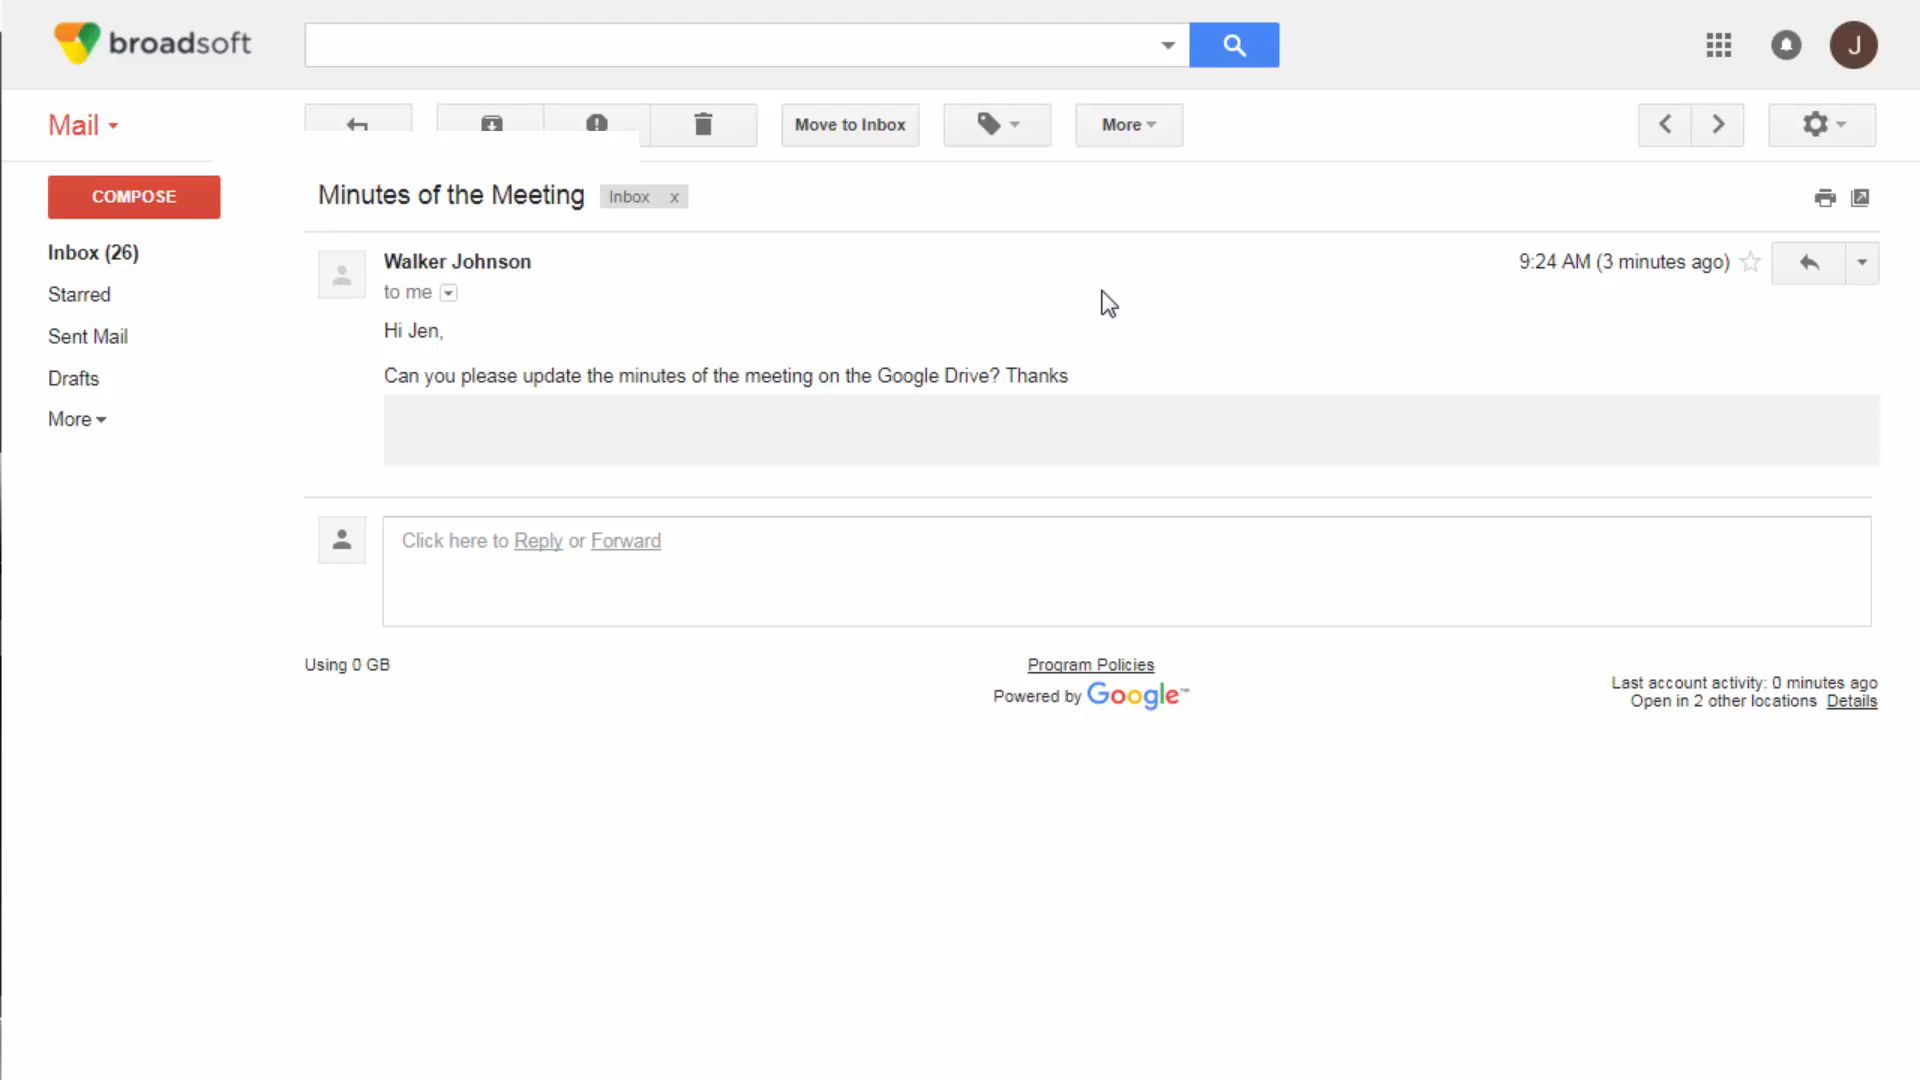 broadsoft
J
Mail
Move to Inbox
More
COMPOSE
Minutes of the Meeting
Inbox x
Inbox (26)
Starred
Sent Mail
Drafts
More
Walker Johnson
9:24 AM (3 minutes ago)
to me
Hi Jen,
Can you please update the minutes of the meeting on the Google Drive? Thanks
Click here to Reply or Forward
Using 0 GB
Program Policies
Powered by Google™
Last account activity: 0 minutes ago
Open in 2 other locations Details